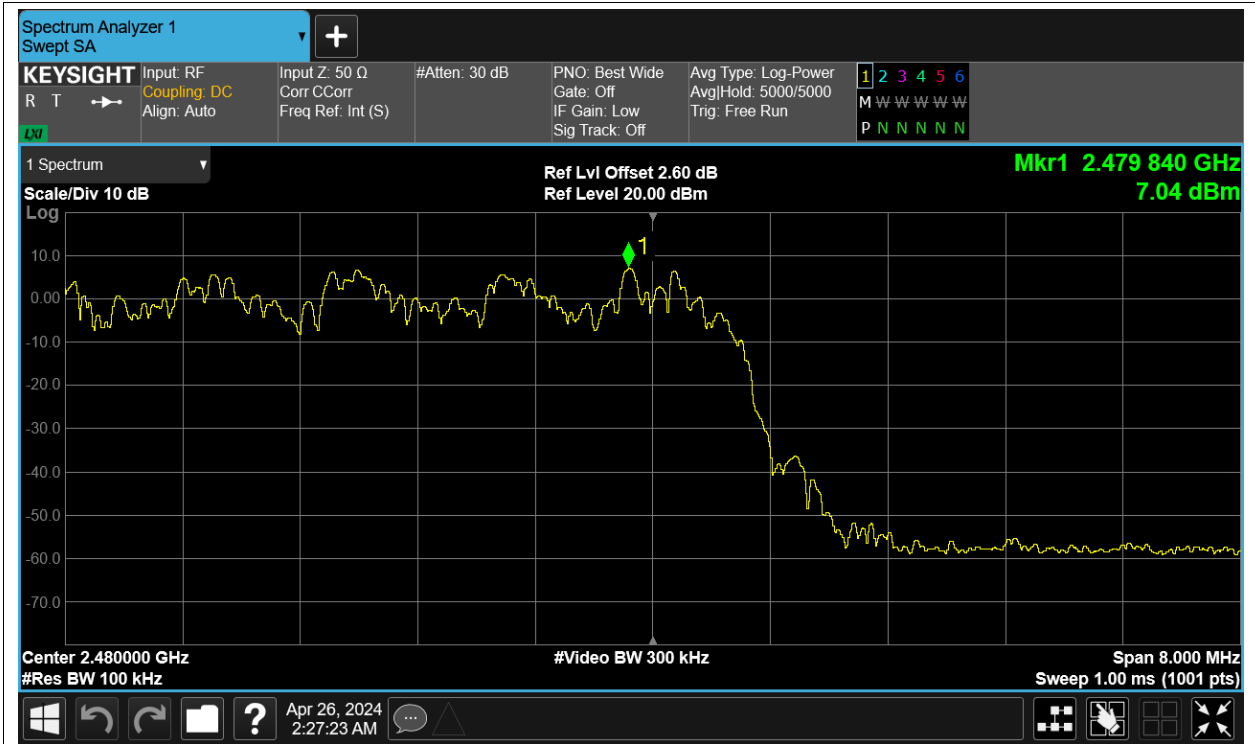 Spectrum Analyzer 1
Swept SA
KEYSIGHT
R T
LXI
Input: RF
Coupling: DC
Align: Auto
Input Z: 50 Ω
Corr CCorr
Freq Ref: Int (S)
#Atten: 30 dB
PNO: Best Wide
Gate: Off
IF Gain: Low
Sig Track: Off
Avg Type: Log-Power
Avg|Hold: 5000/5000
Trig: Free Run
1 2 3 4 5 6
M W W W W W
P N N N N N
1 Spectrum
Scale/Div 10 dB
Log
Ref Lvl Offset 2.60 dB
Ref Level 20.00 dBm
Mkr1 2.479 840 GHz
7.04 dBm
1
10.0
0.00
-10.0
-20.0
-30.0
-40.0
-50.0
-60.0
-70.0
Center 2.480000 GHz
#Res BW 100 kHz
#Video BW 300 kHz
Span 8.000 MHz
Sweep 1.00 ms (1001 pts)
?
Apr 26, 2024
2:27:23 AM